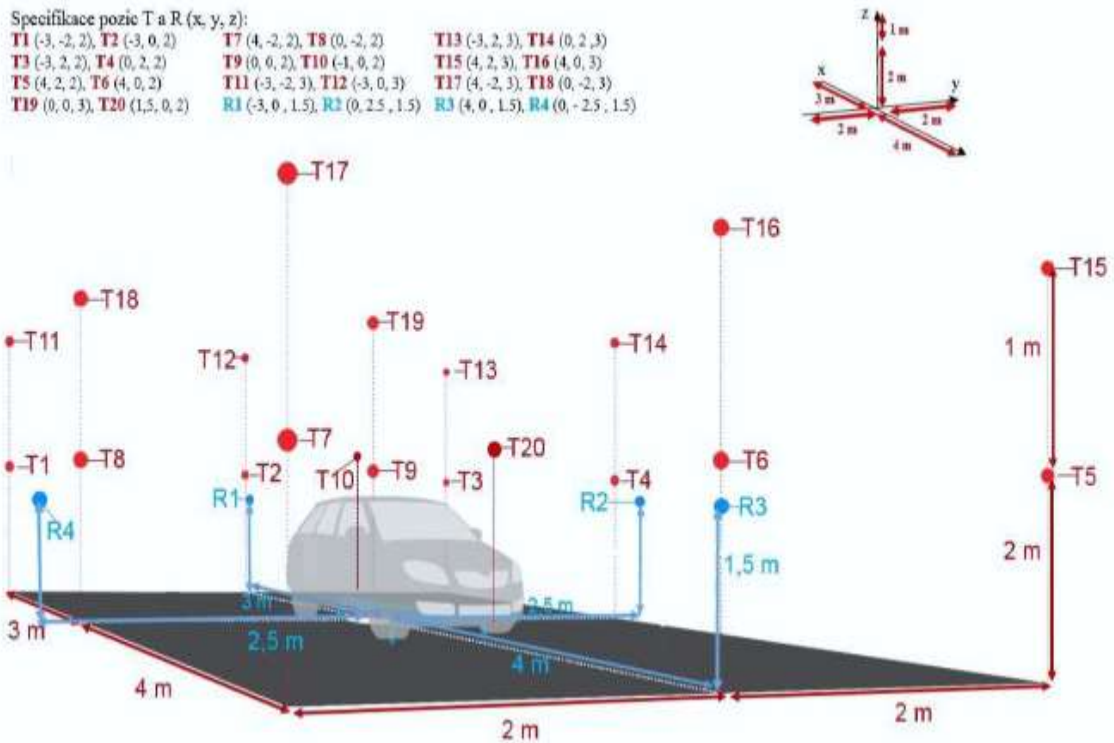 Specifikace pozic T a R (x, y, z):
T1 (-3, -2, 2), T2 (-3, 0, 2) T7 (4, -2, 2), T8 (0, -2, 2) T13 (-3, 2, 3), T14 (0, 2 ,3)
T3 (-3, 2, 2), T4 (0, 2, 2) T9 (0, 0, 2), T10 (-1, 0, 2) T15 (4, 2, 3), T16 (4, 0, 3)
T5 (4, 2, 2), T6 (4, 0, 2) T11 (-3, -2, 3), T12 (-3, 0, 3) T17 (4, -2, 3), T18 (0, -2, 3)
T19 (0, 0, 3), T20 (1,5, 0, 2) R1 (-3, 0 , 1.5), R2 (0, 2.5 , 1.5) R3 (4, 0 , 1.5), R4 (0, - 2.5 , 1.5)
z
1 m
x
2 m
y
3 m
2 m
2 m
4 m
T17
T16
T15
T18
T19
T11
T14
T12
T13
1 m
T7
T20
T1
T8
T2
T10
T9
T3
T4
T6
T5
R1
R2
R3
R4
1,5 m
2 m
3 m
2,5 m
3 m
2,5 m
4 m
4 m
2 m
2 m